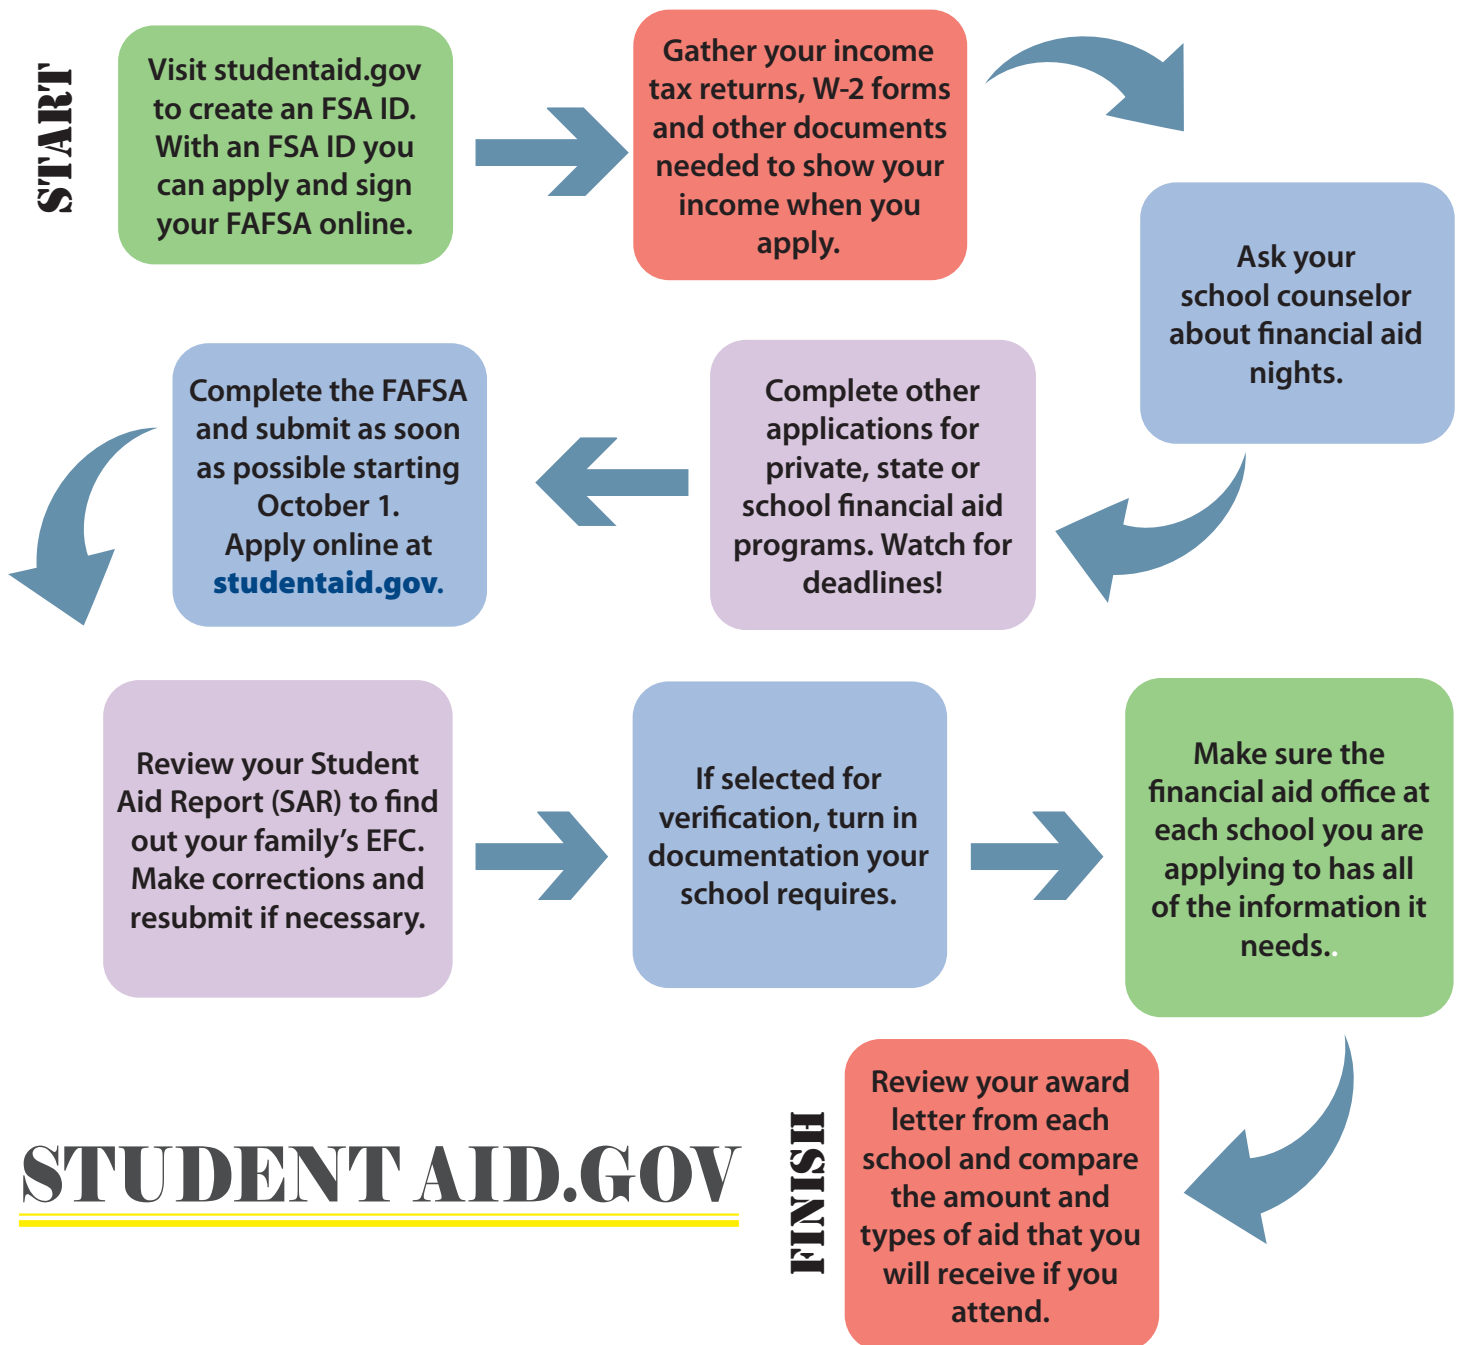 START
Visit studentaid.gov
to create an FSA ID.
With an FSA ID you
can apply and sign
your FAFSA online.
Gather your income
tax returns, W-2 forms
and other documents
needed to show your
income when you
apply.
Ask your
school counselor
about financial aid
nights.
Complete other
applications for
private, state or
school financial aid
programs. Watch for
deadlines!
Complete the FAFSA
and submit as soon
as possible starting
October 1.
Apply online at
studentaid.gov.
Review your Student
Aid Report (SAR) to find
out your family’s EFC.
Make corrections and
resubmit if necessary.
If selected for
verification, turn in
documentation your
school requires.
Make sure the
financial aid office at
each school you are
applying to has all
of the information it
needs..
Review your award
letter from each
school and compare
the amount and
types of aid that you
will receive if you
attend.
FINISH
STUDENT AID.GOV